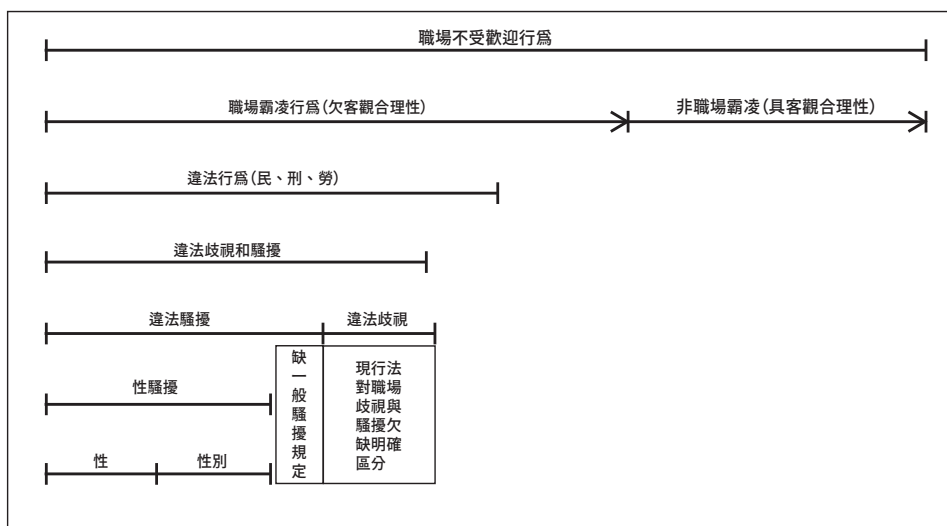 職場不受歡迎行爲
職場霸凌行爲(欠客觀合理性)
非職場霸凌(具客觀合理性)
違法行爲(民、刑、勞)
違法歧視和騷擾
違法騷擾
違法歧視
缺一般騷擾規定
現行法
對職場
歧視與
騷擾欠
缺明確
區分
性騷擾
性
性別